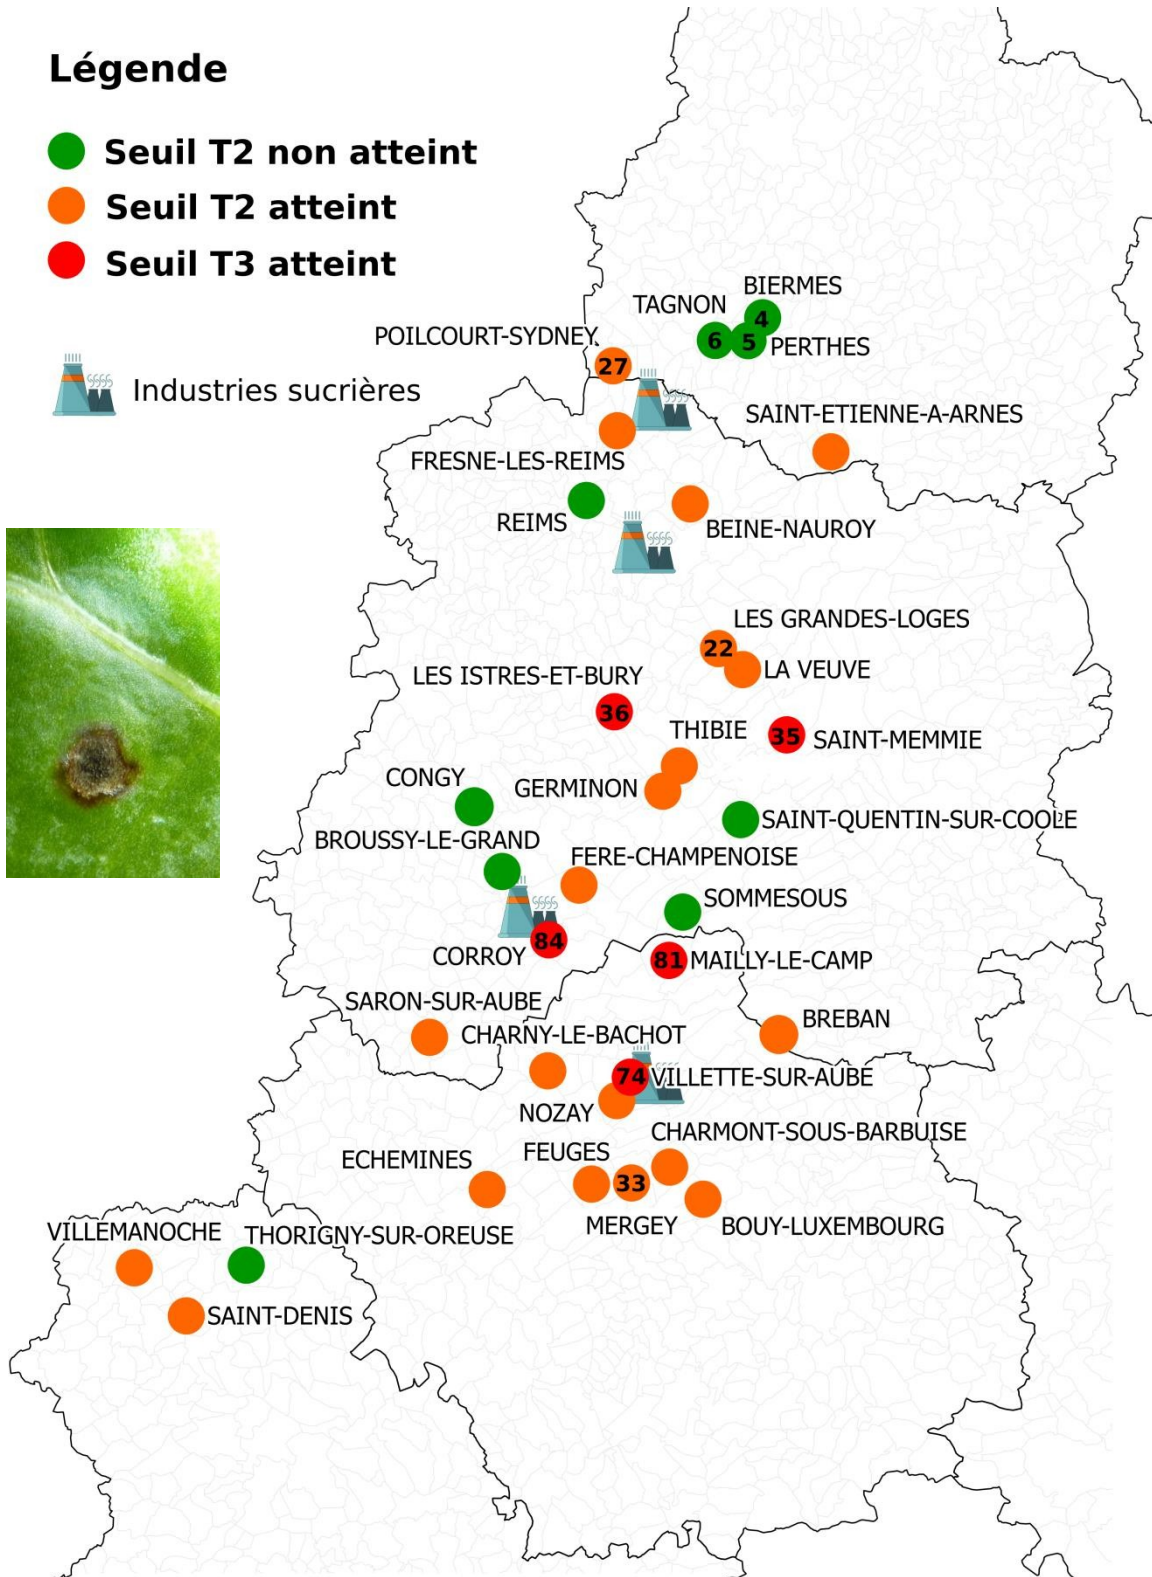 Légende
Seuil T2 non atteint
Seuil T2 atteint
Seuil T3 atteint
Industries sucrières
BIERMES
TAGNON
4
6
5
PERTHES
POILCOURT-SYDNEY
27
SAINT-ETIENNE-A-ARNES
FRESNE-LES-REIMS
REIMS
BEINE-NAUROY
LES GRANDES-LOGES
22
LA VEUVE
LES ISTRES-ET-BURY
36
THIBIE
35
SAINT-MEMMIE
CONGY
GERMINON
SAINT-QUENTIN-SUR-COOLE
BROUSSY-LE-GRAND
FERE-CHAMPENOISE
SOMMESOUS
CORROY
84
81
MAILLY-LE-CAMP
SARON-SUR-AUBE
BREBAN
CHARNY-LE-BACHOT
74
VILLETTE-SUR-AUBE
NOZAY
CHARMONT-SOUS-BARBUISE
FEUGES
ECHEMINES
33
MERGEY
BOUY-LUXEMBOURG
VILLEMANOCHE
THORIGNY-SUR-OREUSE
SAINT-DENIS